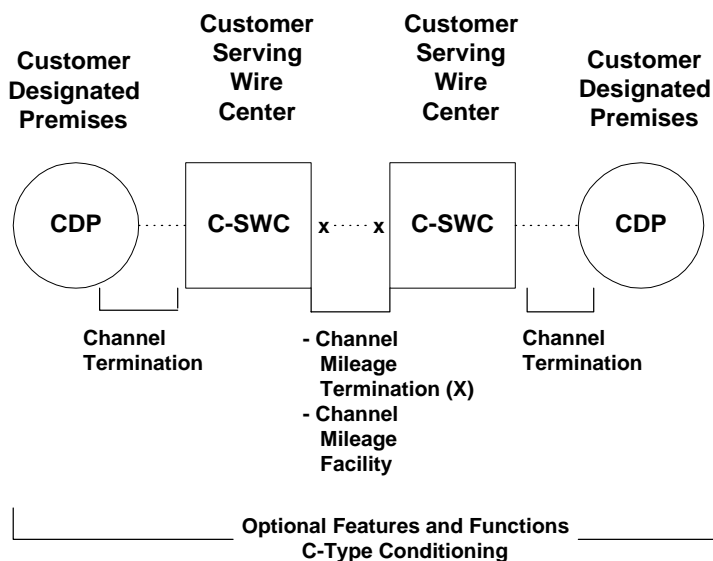 Customer
Designated
Premises
Customer
Serving
Wire
Center
Customer
Serving
Wire
Center
Customer
Designated
Premises
CDP
C-SWC
x
x
C-SWC
CDP
Channel
Termination
- Channel
Mileage
Termination (X)
- Channel
Mileage
Facility
Channel
Termination
Optional Features and Functions
C-Type Conditioning